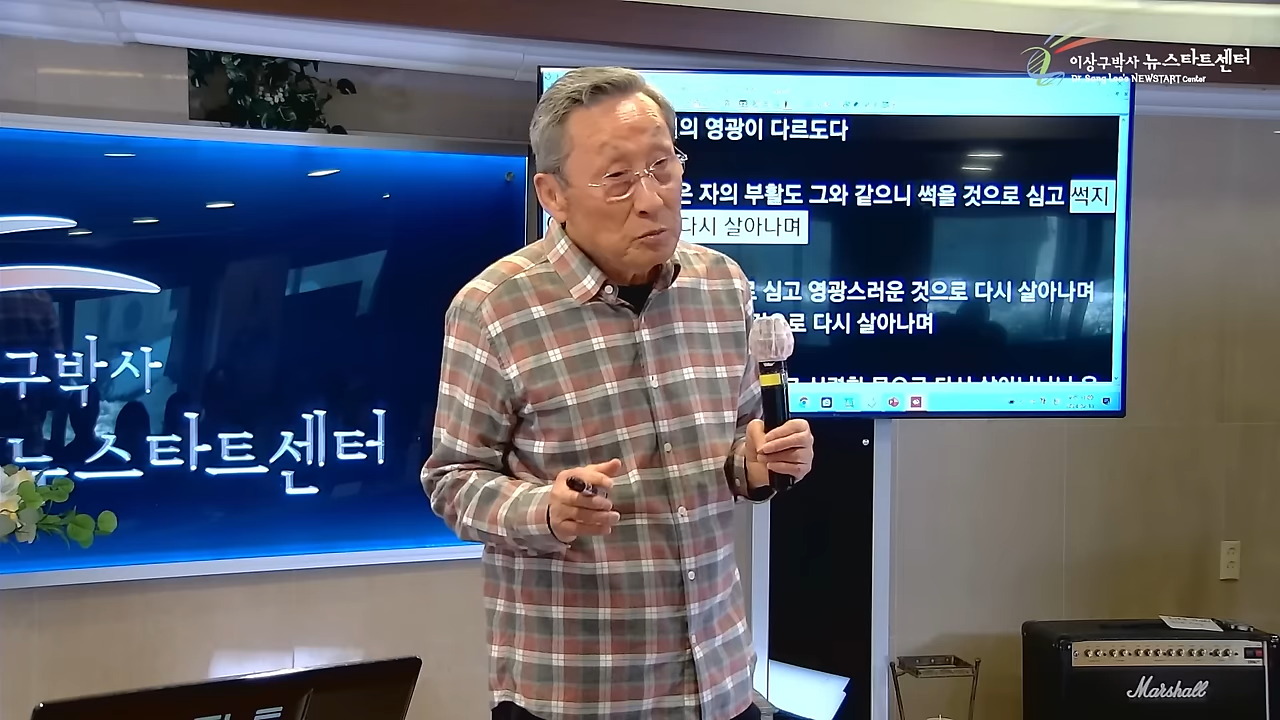 이상구박사 뉴스타트센터
Dr. Sang Lee's NEWSTART Center
의 영광이 다르도다
자의 부활도 그와 같으니 썩을 것으로 심고 썩지
다시 살아나며
심고 영광스러운 것으로 다시 살아나며
다시 살아나며
구박사
뉴스타트센터
Marshall